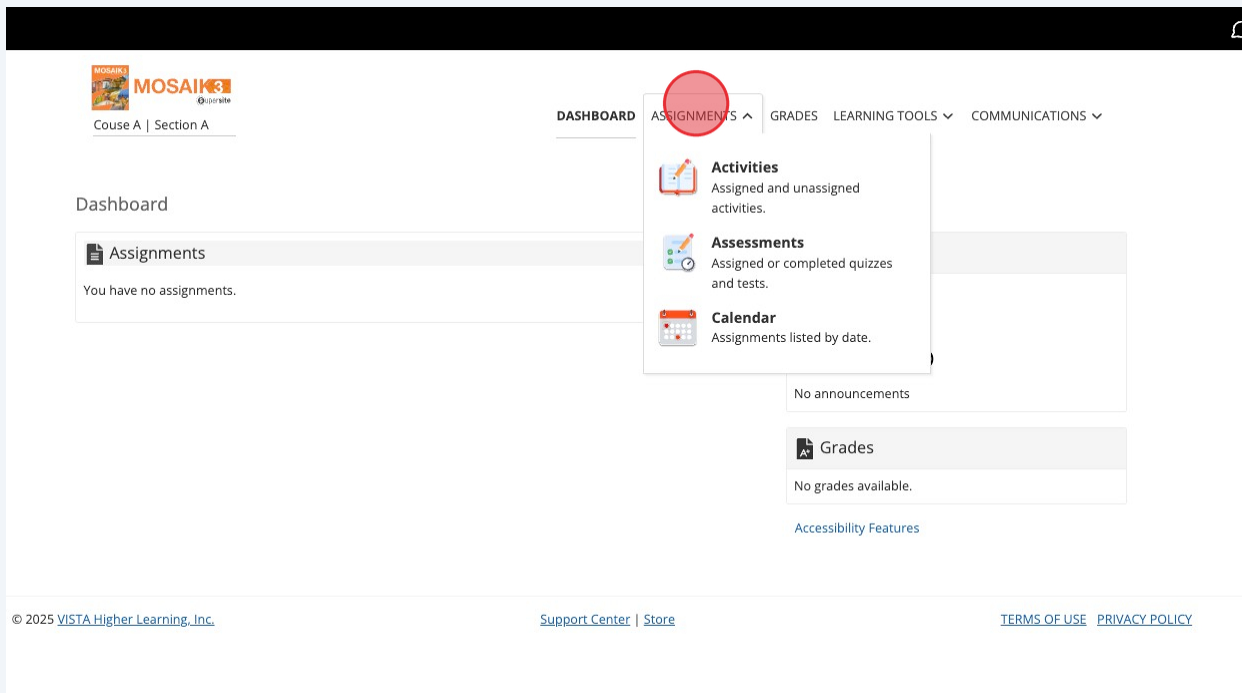 MOSAIK3
MOSAIK3
Supersite
Couse A | Section A
DASHBOARD
ASSIGNMENTS
GRADES
LEARNING TOOLS
COMMUNICATIONS
Activities
Assigned and unassigned
activities.
Assessments
Assigned or completed quizzes
and tests.
Calendar
Assignments listed by date.
Dashboard
Assignments
You have no assignments.
No announcements
A+
Grades
No grades available.
Accessibility Features
© 2025 VISTA Higher Learning, Inc.
Support Center | Store
TERMS OF USE PRIVACY POLICY